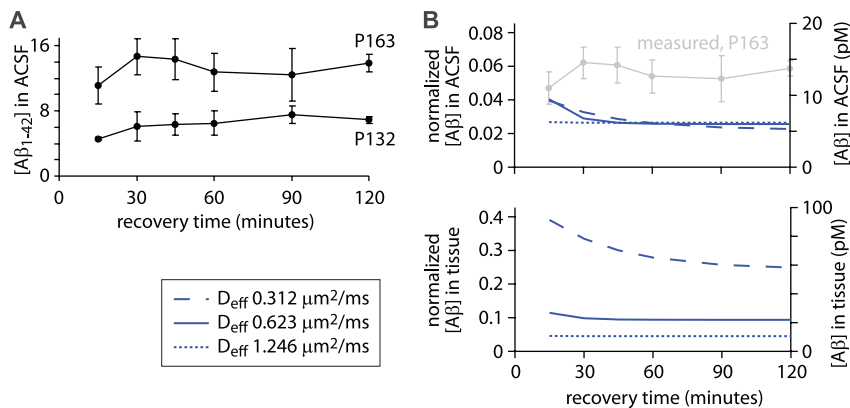 A
[Aβ1-42] in ACSF
16
12
8
4
0
P163
P132
0
30
60
90
120
recovery time (minutes)
Deff 0.312 μm2/ms
Deff 0.623 μm2/ms
Deff 1.246 μm2/ms
B
normalized
[Aβ] in ACSF
0.08
0.06
0.04
0.02
0
measured, P163
20
10
0
[Aβ] in ACSF (pM)
normalized
[Aβ] in tissue
0.4
0.3
0.2
0.1
0
100
0
[Aβ] in tissue (pM)
0
30
60
90
120
recovery time (minutes)